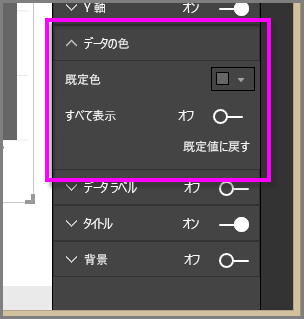 Y 軸 オン
データの色
既定色
すべて表示 オフ
既定値に戻す
データラベル オフ
タイトル オン
背景 オフ